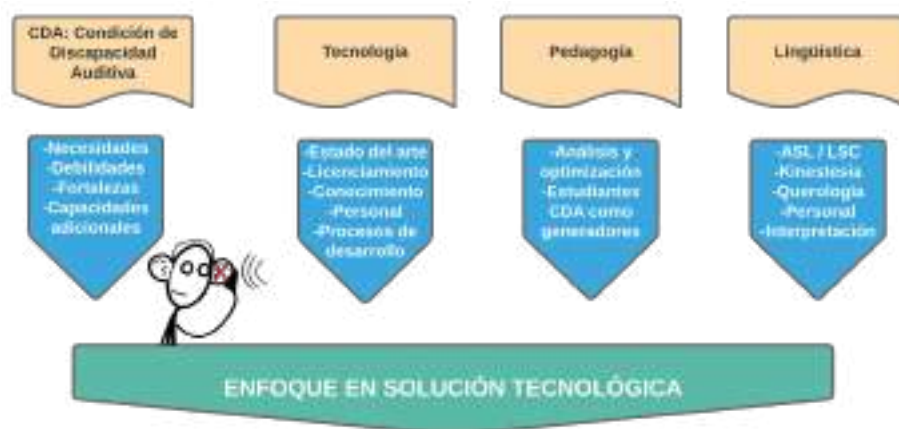 CDA: Condición de
Discapacidad
Auditiva
Tecnología
Pedagogía
Lingüística
-Necesidades
-Debilidades
-Fortalezas
-Capacidades
adicionales
-Estado del arte
-Licenciamiento
-Conocimiento
-Personal
-Procesos de
desarrollo
-Análisis y
optimización
-Estudiantes
CDA como
generadores
-ASL / LSC
-Kinestesia
-Querología
-Personal
-Interpretación
ENFOQUE EN SOLUCIÓN TECNOLÓGICA